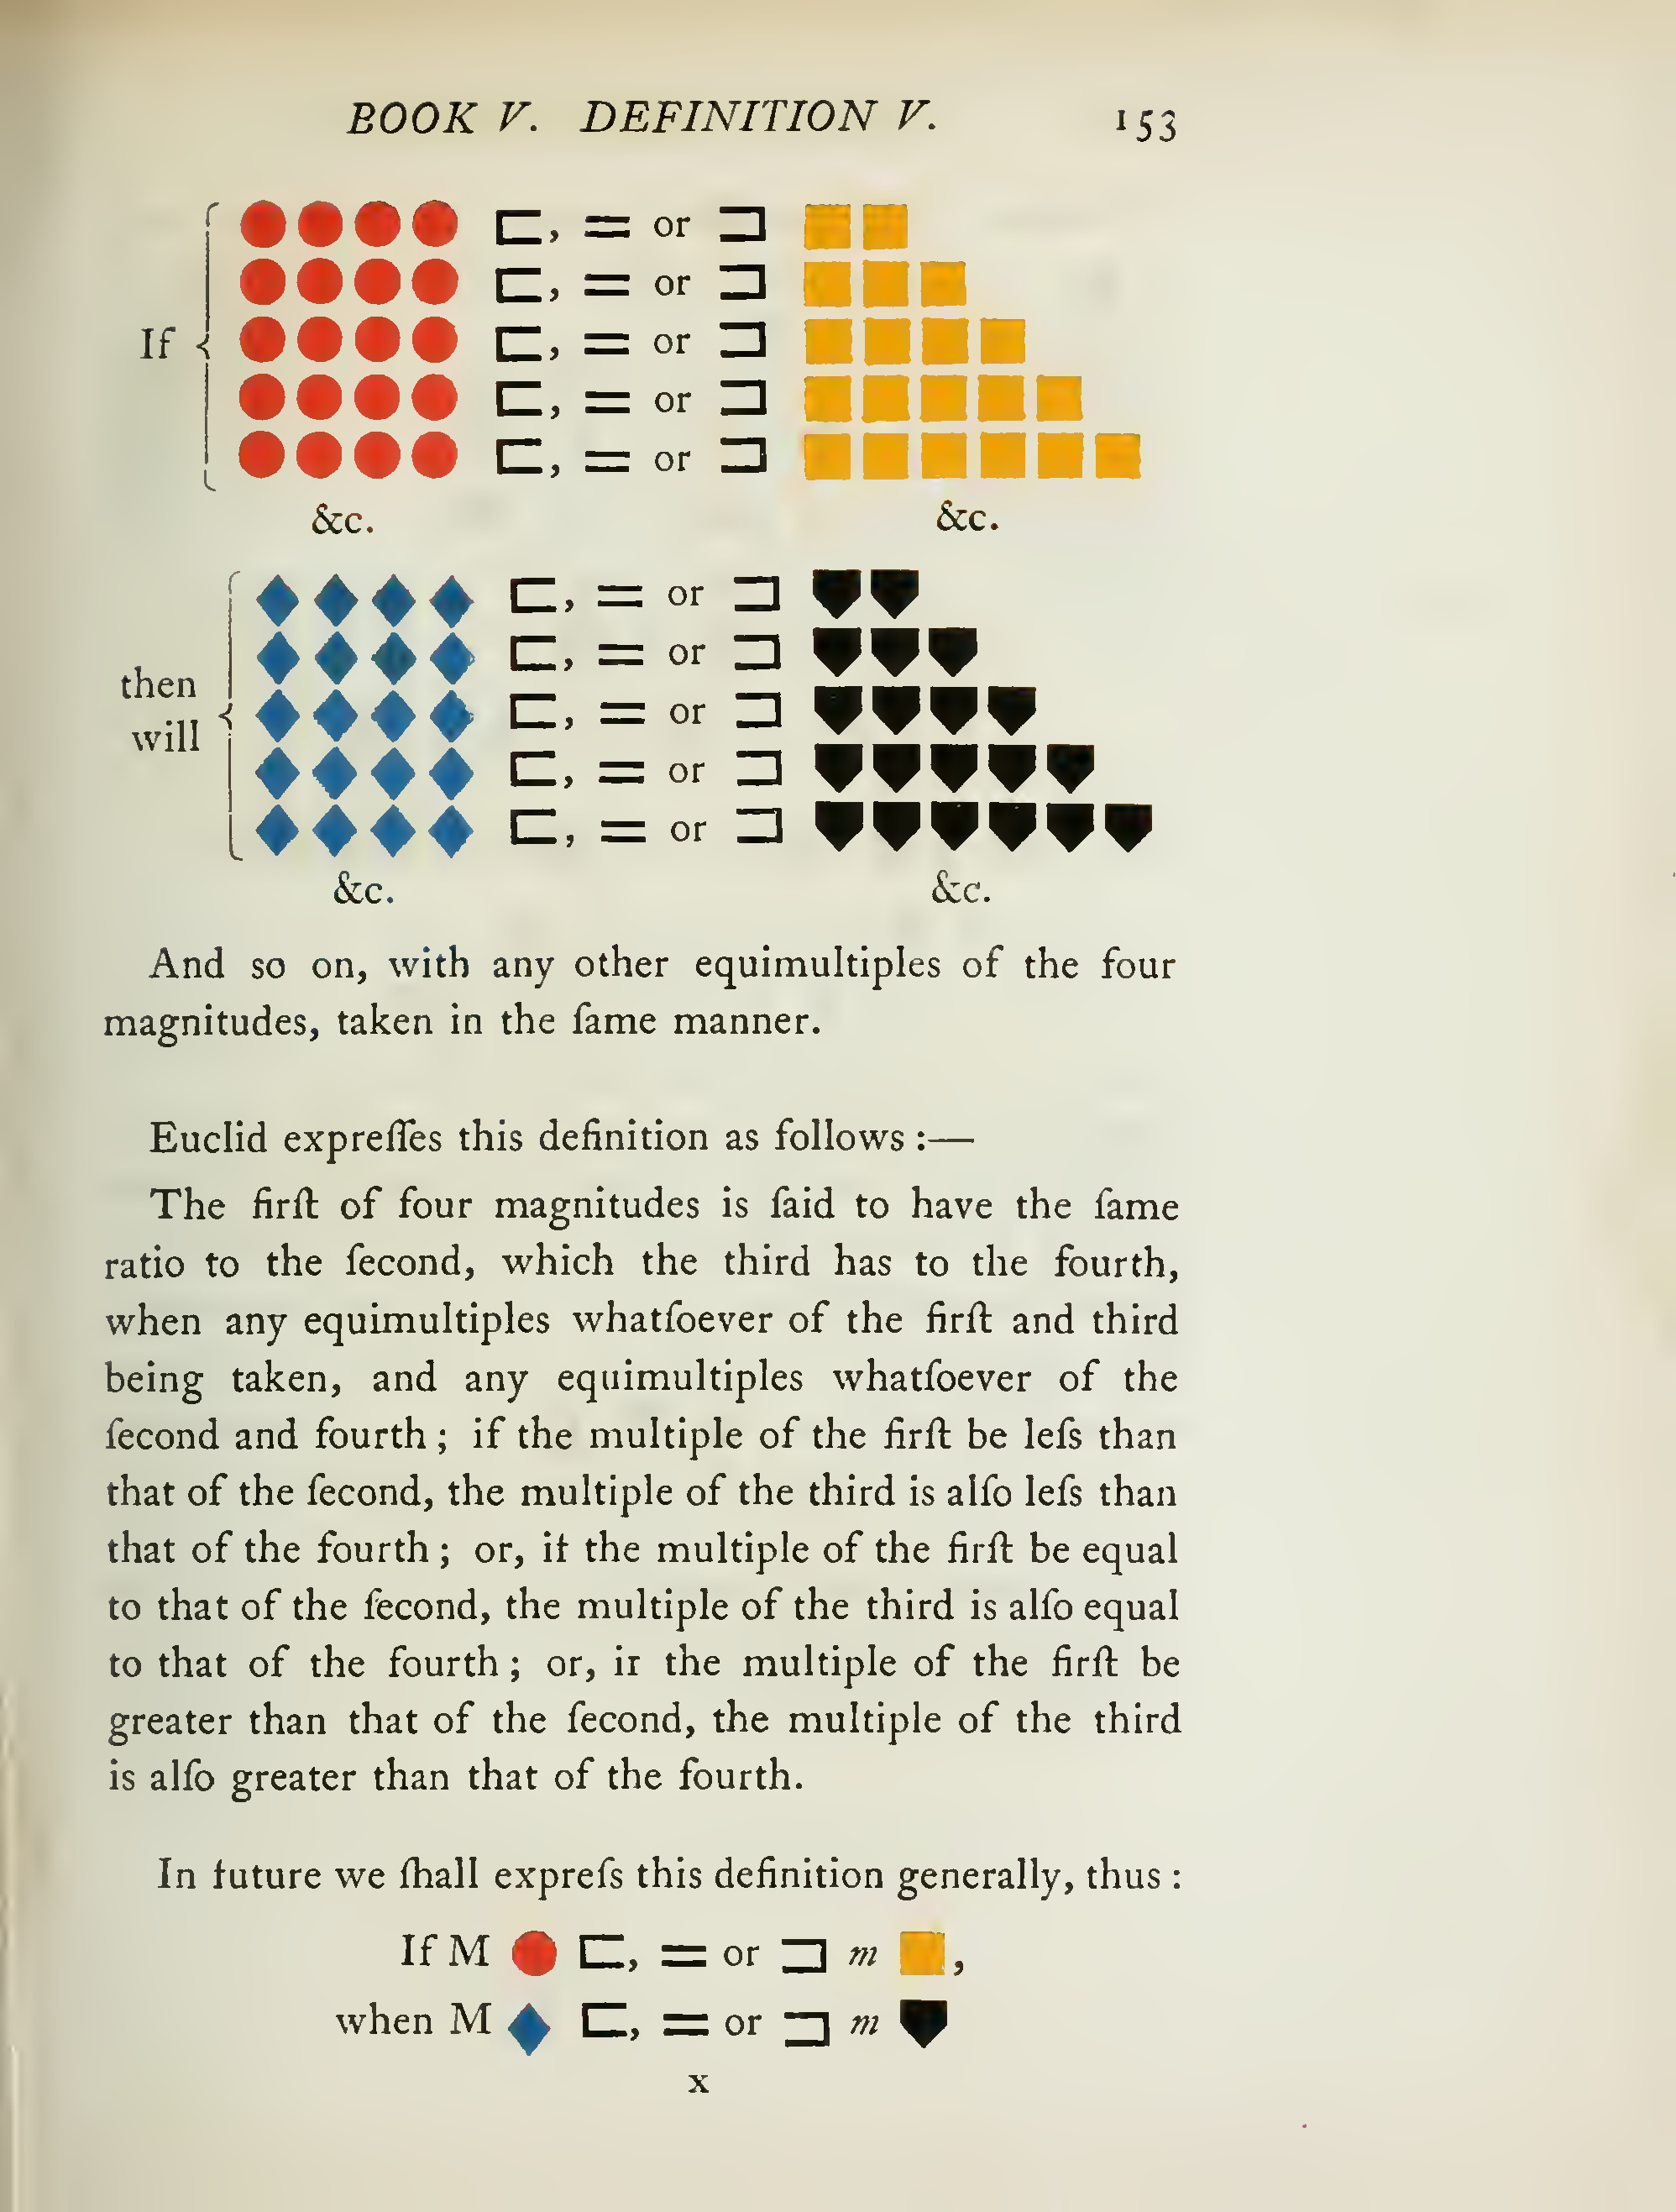 BOOK V. DEFINITION V. 153
If
⊏, = or ⊐
⊏, = or ⊐
⊏, = or ⊐
⊏, = or ⊐
⊏, = or ⊐
&c. &c.
then
will
⊏, = or ⊐
⊏, = or ⊐
⊏, = or ⊐
⊏, = or ⊐
⊏, = or ⊐
&c. &c.
And so on, with any other equimultiples of the four
magnitudes, taken in the ſame manner.
Euclid expreſſes this definition as follows :—
The firſt of four magnitudes is ſaid to have the ſame
ratio to the ſecond, which the third has to the fourth,
when any equimultiples whatſoever of the firſt and third
being taken, and any equimultiples whatſoever of the
ſecond and fourth ; if the multiple of the firſt be leſs than
that of the ſecond, the multiple of the third is alſo leſs than
that of the fourth ; or, if the multiple of the firſt be equal
to that of the ſecond, the multiple of the third is alſo equal
to that of the fourth ; or, if the multiple of the firſt be
greater than that of the ſecond, the multiple of the third
is alſo greater than that of the fourth.
In future we ſhall expreſs this definition generally, thus :
If M ⊏, = or ⊐ m ,
when M ⊏, = or ⊐ m
x